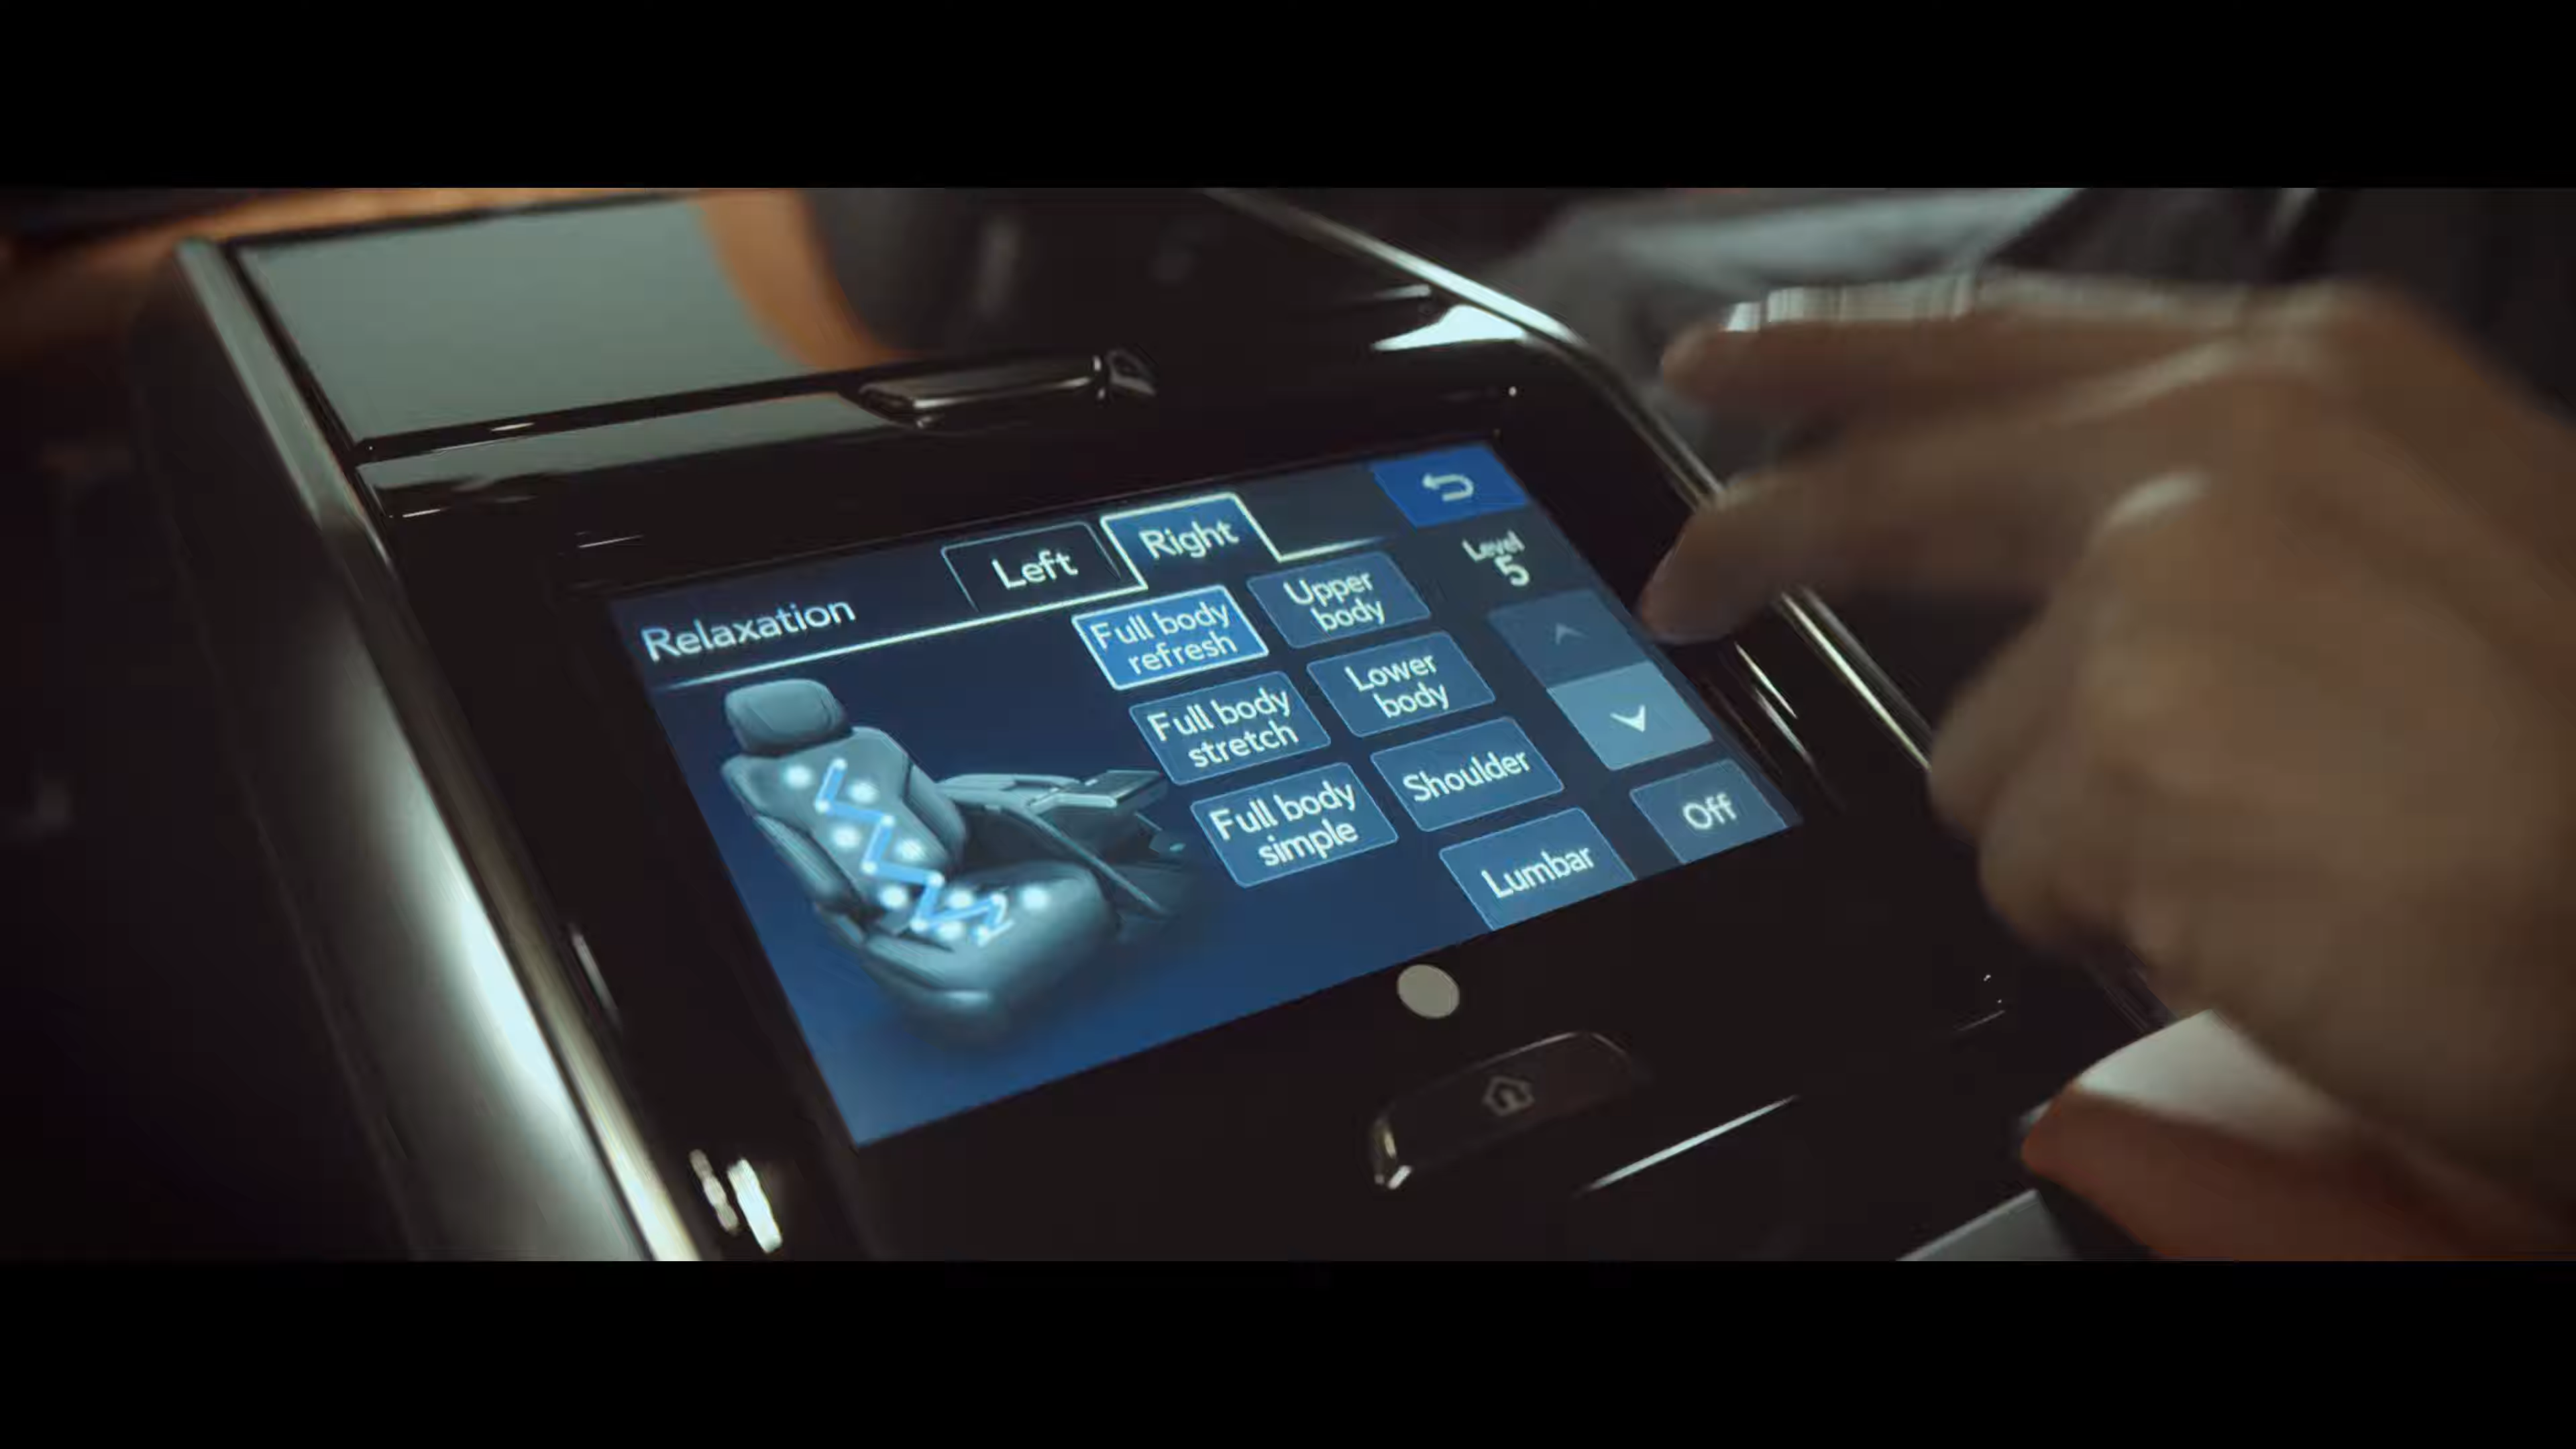 Relaxation
Left
Right
Full body
refresh
Full body
stretch
Full body
simple
Upper
body
Lower
body
Shoulder
Lumbar
Level
5
Off